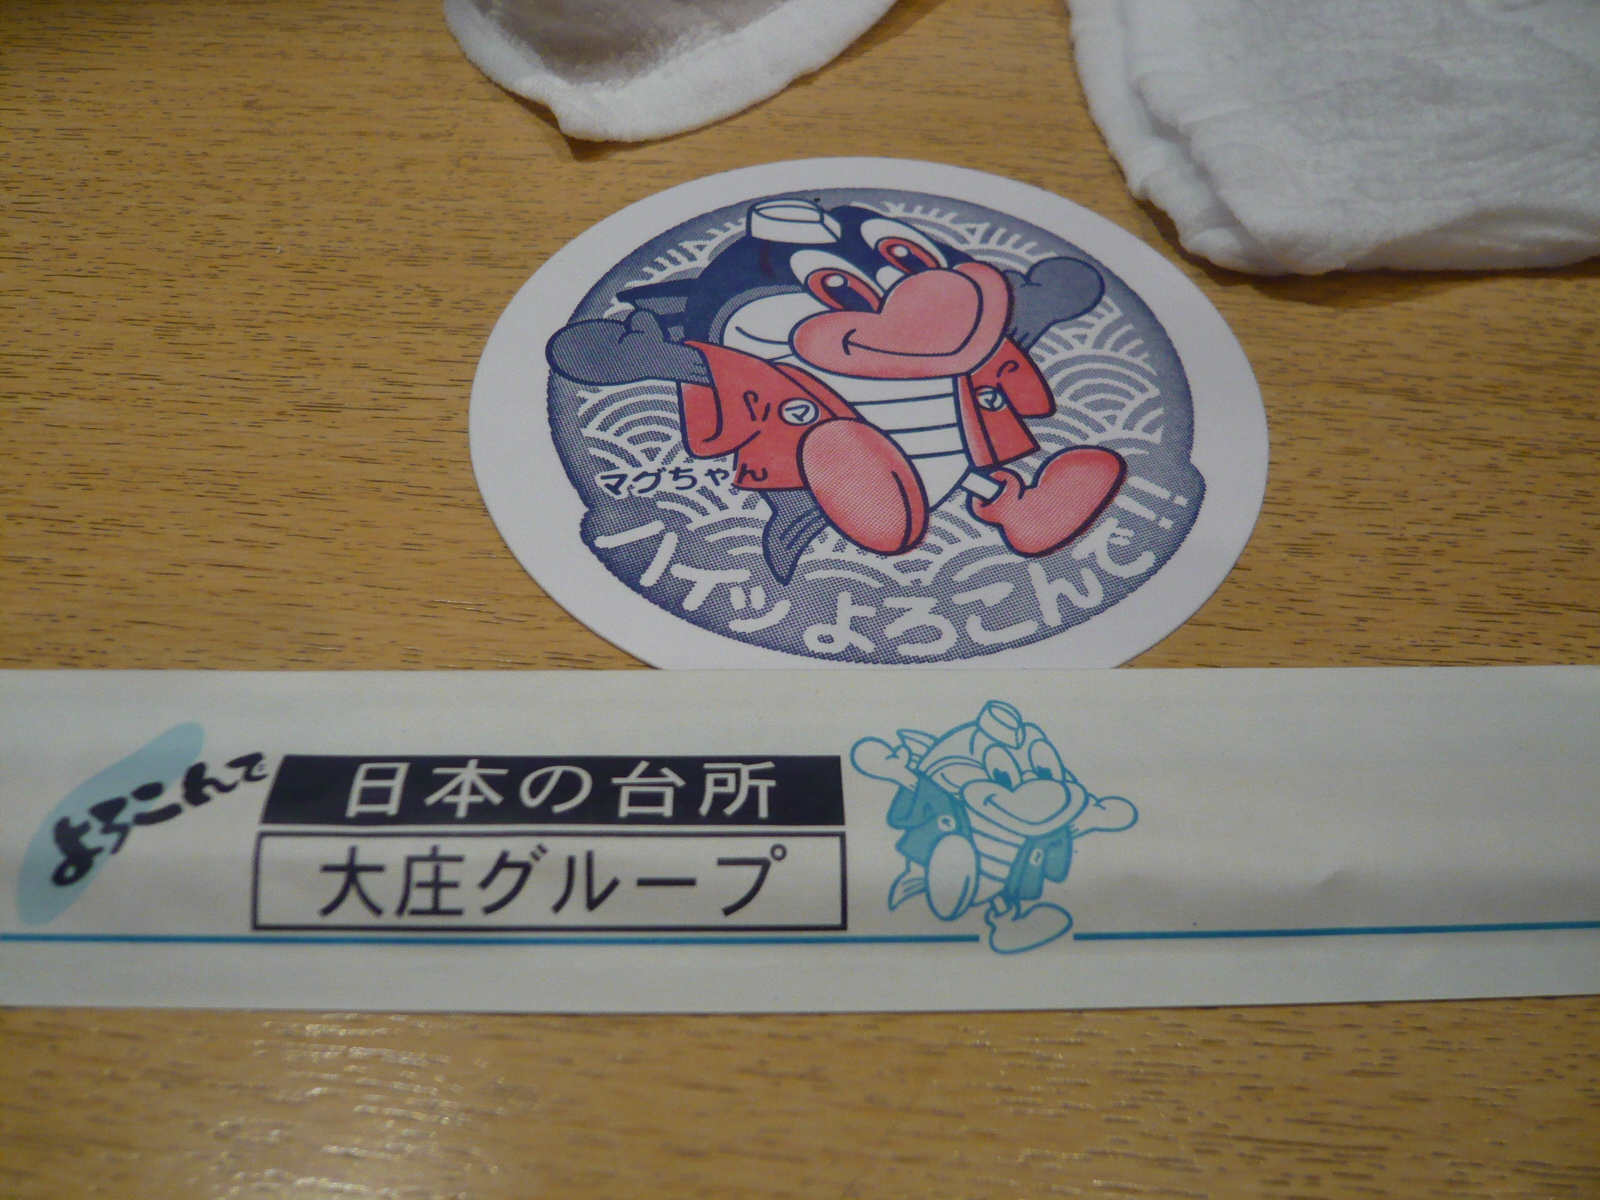 マグちゃん
ハイッよろこんで!!
よろこんで
日本の台所
大庄グループ